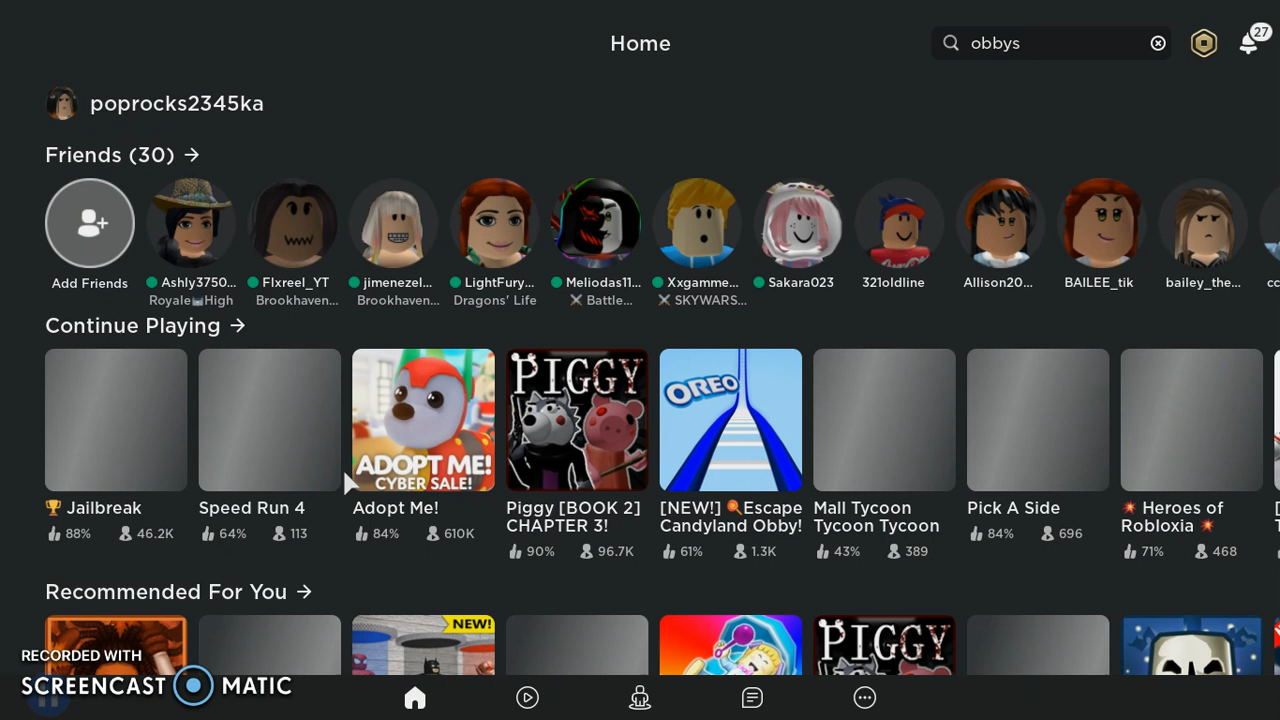 Home
obbys
27
poprocks2345ka
Friends (30) →
Add Friends
Ashly3750...
Royale High
Flxreel_YT
Brookhaven...
jimenezel...
Brookhaven...
LightFury...
Dragons' Life
Meliodas11...
⚔️ Battle...
Xxgamme...
⚔️ SKYWARS...
Sakara023
321oldline
Allison20...
BAILEE_tik
bailey_the...
Continue Playing →
ADOPT ME!
CYBER SALE!
PIGGY
OREO
🏆 Jailbreak
88% 46.2K
Speed Run 4
64% 113
Adopt Me!
84% 610K
Piggy [BOOK 2]
CHAPTER 3!
90% 96.7K
[NEW!] 🍭Escape
Candyland Obby!
61% 1.3K
Mall Tycoon
Tycoon Tycoon
43% 389
Pick A Side
84% 696
💥 Heroes of
Robloxia 💥
71% 468
Recommended For You →
NEW!
PIGGY
RECORDED WITH
SCREENCAST MATIC